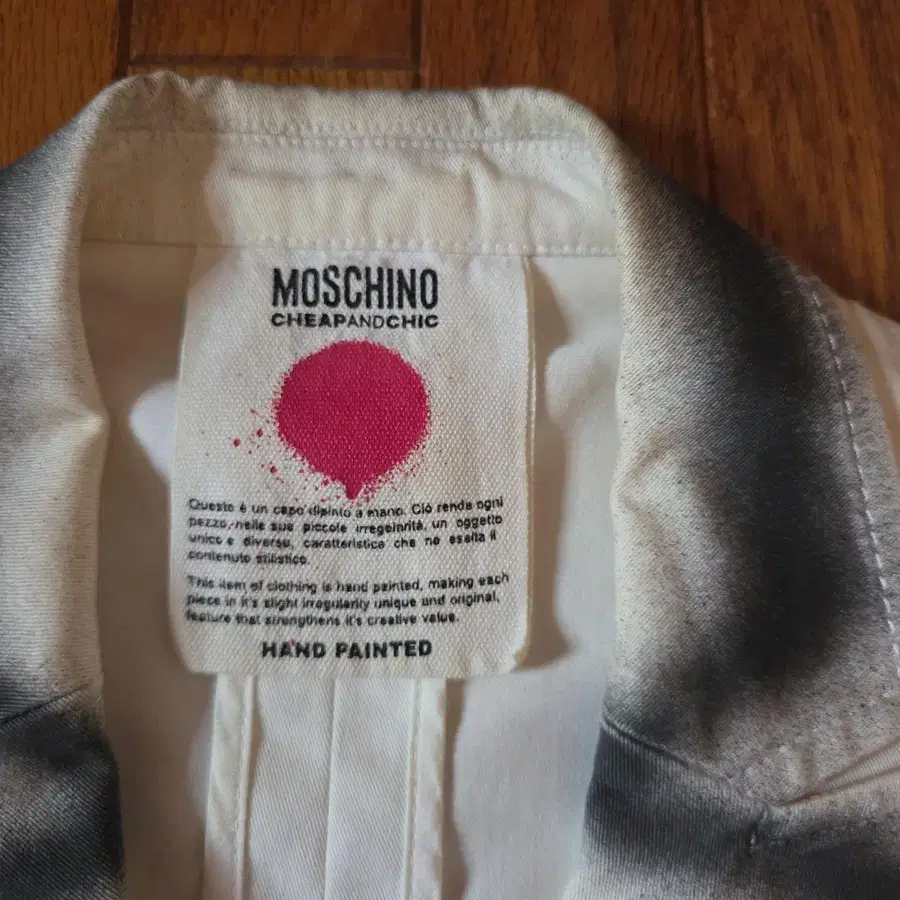 MOSCHINO
CHEAPANDCHIC
Questo è un capo dipinto a mano. Ciò rende ogni
pezzo, nelle sue piccole irregolarità, un oggetto
unico e diverso, caratteristica che ne esalta il
contenuto stilistico.
This item of clothing is hand painted, making each
piece in it's slight irregularity unique and original,
feature that strengthens it's creative value.
HAND PAINTED